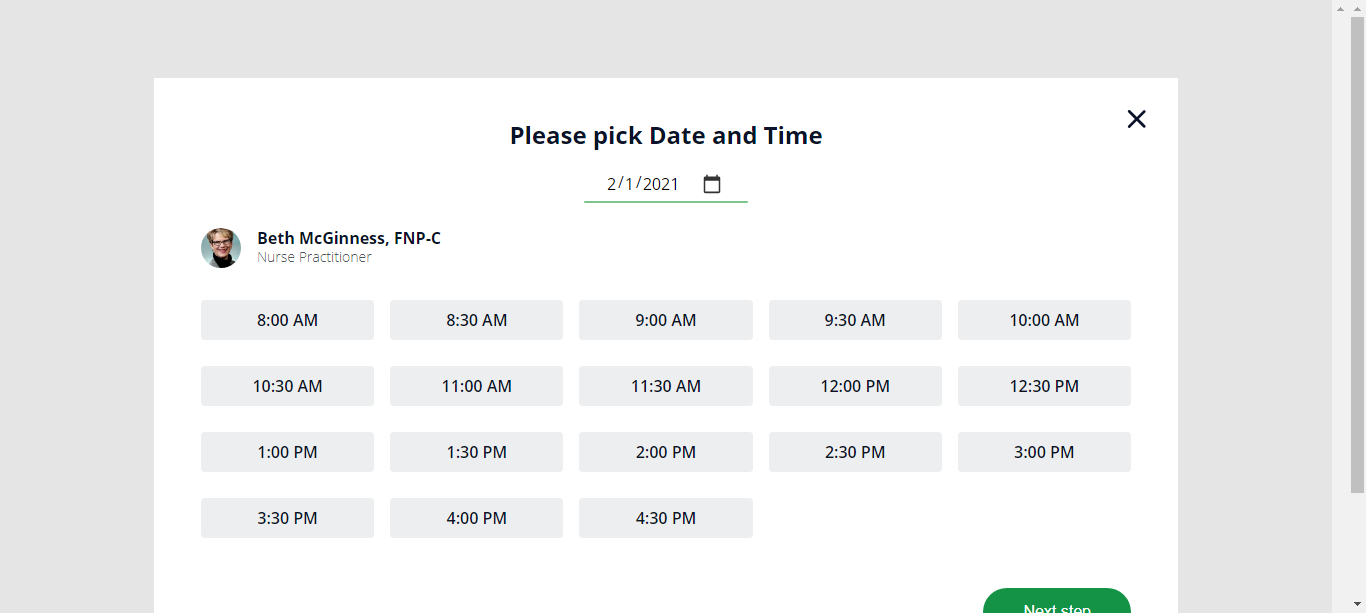 Please pick Date and Time
2/1/2021
Beth McGinness, FNP-C
Nurse Practitioner
8:00 AM 8:30 AM 9:00 AM 9:30 AM 10:00 AM
10:30 AM 11:00 AM 11:30 AM 12:00 PM 12:30 PM
1:00 PM 1:30 PM 2:00 PM 2:30 PM 3:00 PM
3:30 PM 4:00 PM 4:30 PM
Next step